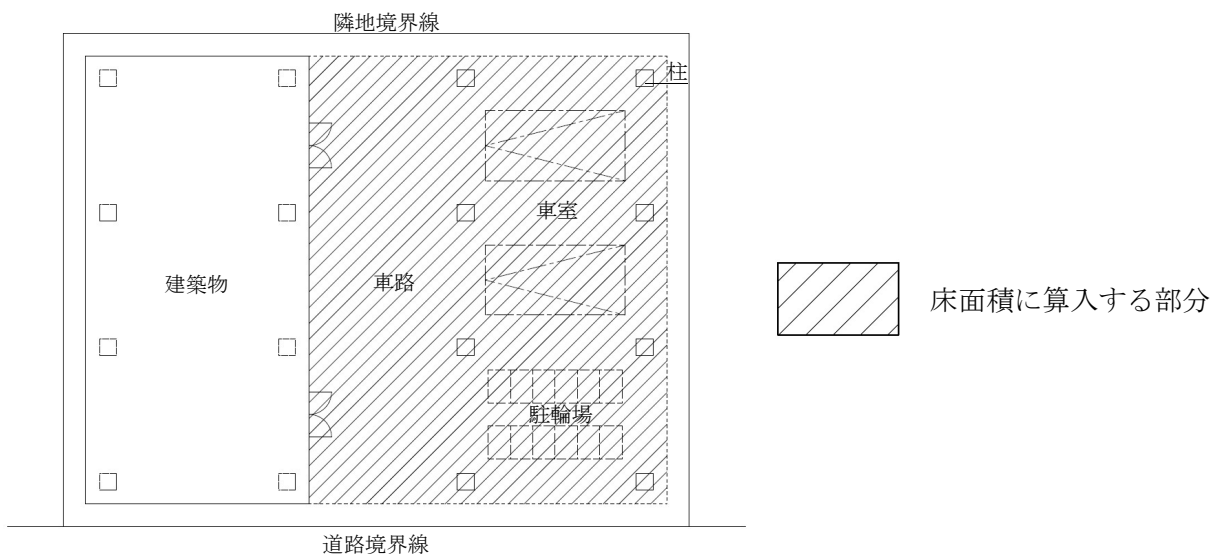 隣地境界線
柱
車室
建築物
車路
床面積に算入する部分
駐輪場
道路境界線